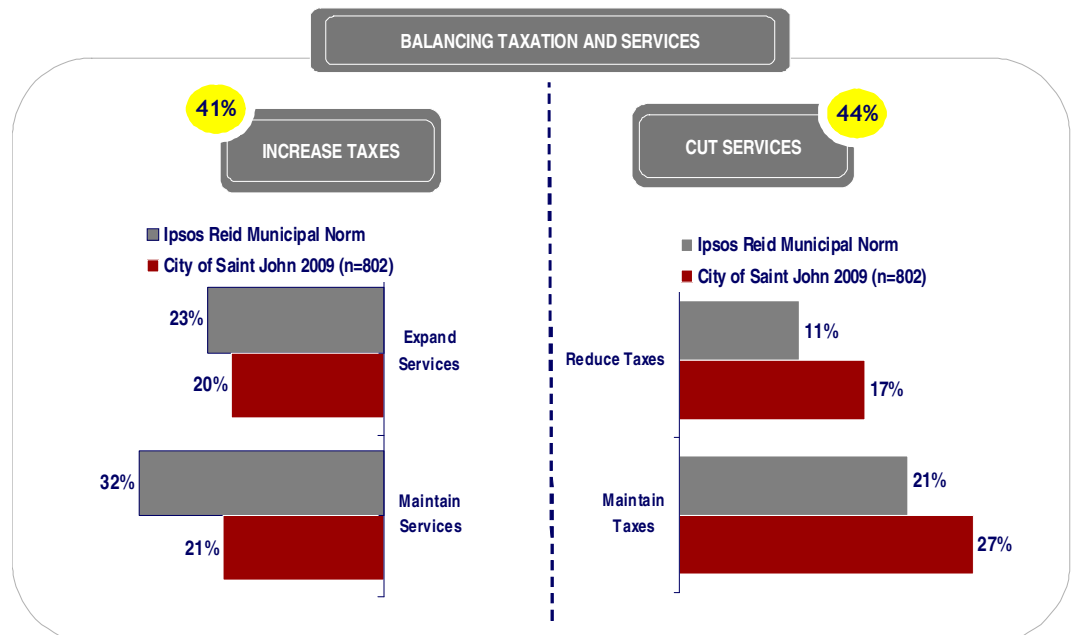 BALANCING TAXATION AND SERVICES
41%
INCREASE TAXES
Ipsos Reid Municipal Norm
City of Saint John 2009 (n=802)
23%
20%
Expand
Services
32%
21%
Maintain
Services
44%
CUT SERVICES
Ipsos Reid Municipal Norm
City of Saint John 2009 (n=802)
Reduce Taxes
11%
17%
Maintain
Taxes
21%
27%